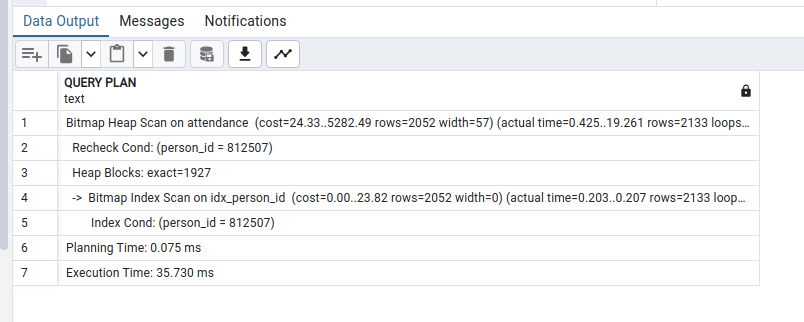 Data Output Messages Notifications
QUERY PLAN
text
1 Bitmap Heap Scan on attendance (cost=24.33..5282.49 rows=2052 width=57) (actual time=0.425..19.261 rows=2133 loops...
2 Recheck Cond: (person_id = 812507)
3 Heap Blocks: exact=1927
4 -> Bitmap Index Scan on idx_person_id (cost=0.00..23.82 rows=2052 width=0) (actual time=0.203..0.207 rows=2133 loop...
5 Index Cond: (person_id = 812507)
6 Planning Time: 0.075 ms
7 Execution Time: 35.730 ms